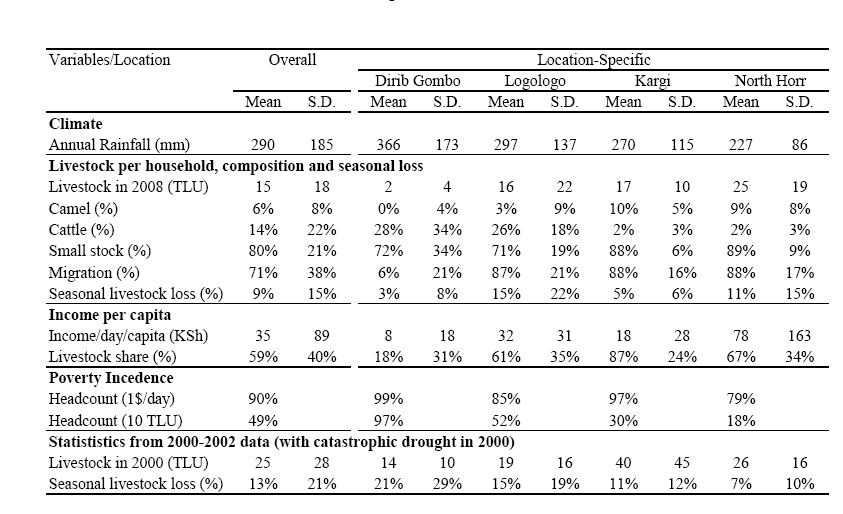 Variables/Location Overall Location-Specific
Dirib Gombo Logologo Kargi North Horr
Mean S.D. Mean S.D. Mean S.D. Mean S.D. Mean S.D.
Climate
Annual Rainfall (mm) 290 185 366 173 297 137 270 115 227 86
Livestock per household, composition and seasonal loss
Livestock in 2008 (TLU) 15 18 2 4 16 22 17 10 25 19
Camel (%) 6% 8% 0% 4% 3% 9% 10% 5% 9% 8%
Cattle (%) 14% 22% 28% 34% 26% 18% 2% 3% 2% 3%
Small stock (%) 80% 21% 72% 34% 71% 19% 88% 6% 89% 9%
Migration (%) 71% 38% 6% 21% 87% 21% 88% 16% 88% 17%
Seasonal livestock loss (%) 9% 15% 3% 8% 15% 22% 5% 6% 11% 15%
Income per capita
Income/day/capita (KSh) 35 89 8 18 32 31 18 28 78 163
Livestock share (%) 59% 40% 18% 31% 61% 35% 87% 24% 67% 34%
Poverty Incedence
Headcount (1$/day) 90% 99% 85% 97% 79%
Headcount (10 TLU) 49% 97% 52% 30% 18%
Statististics from 2000-2002 data (with catastrophic drought in 2000)
Livestock in 2000 (TLU) 25 28 14 10 19 16 40 45 26 16
Seasonal livestock loss (%) 13% 21% 21% 29% 15% 19% 11% 12% 7% 10%